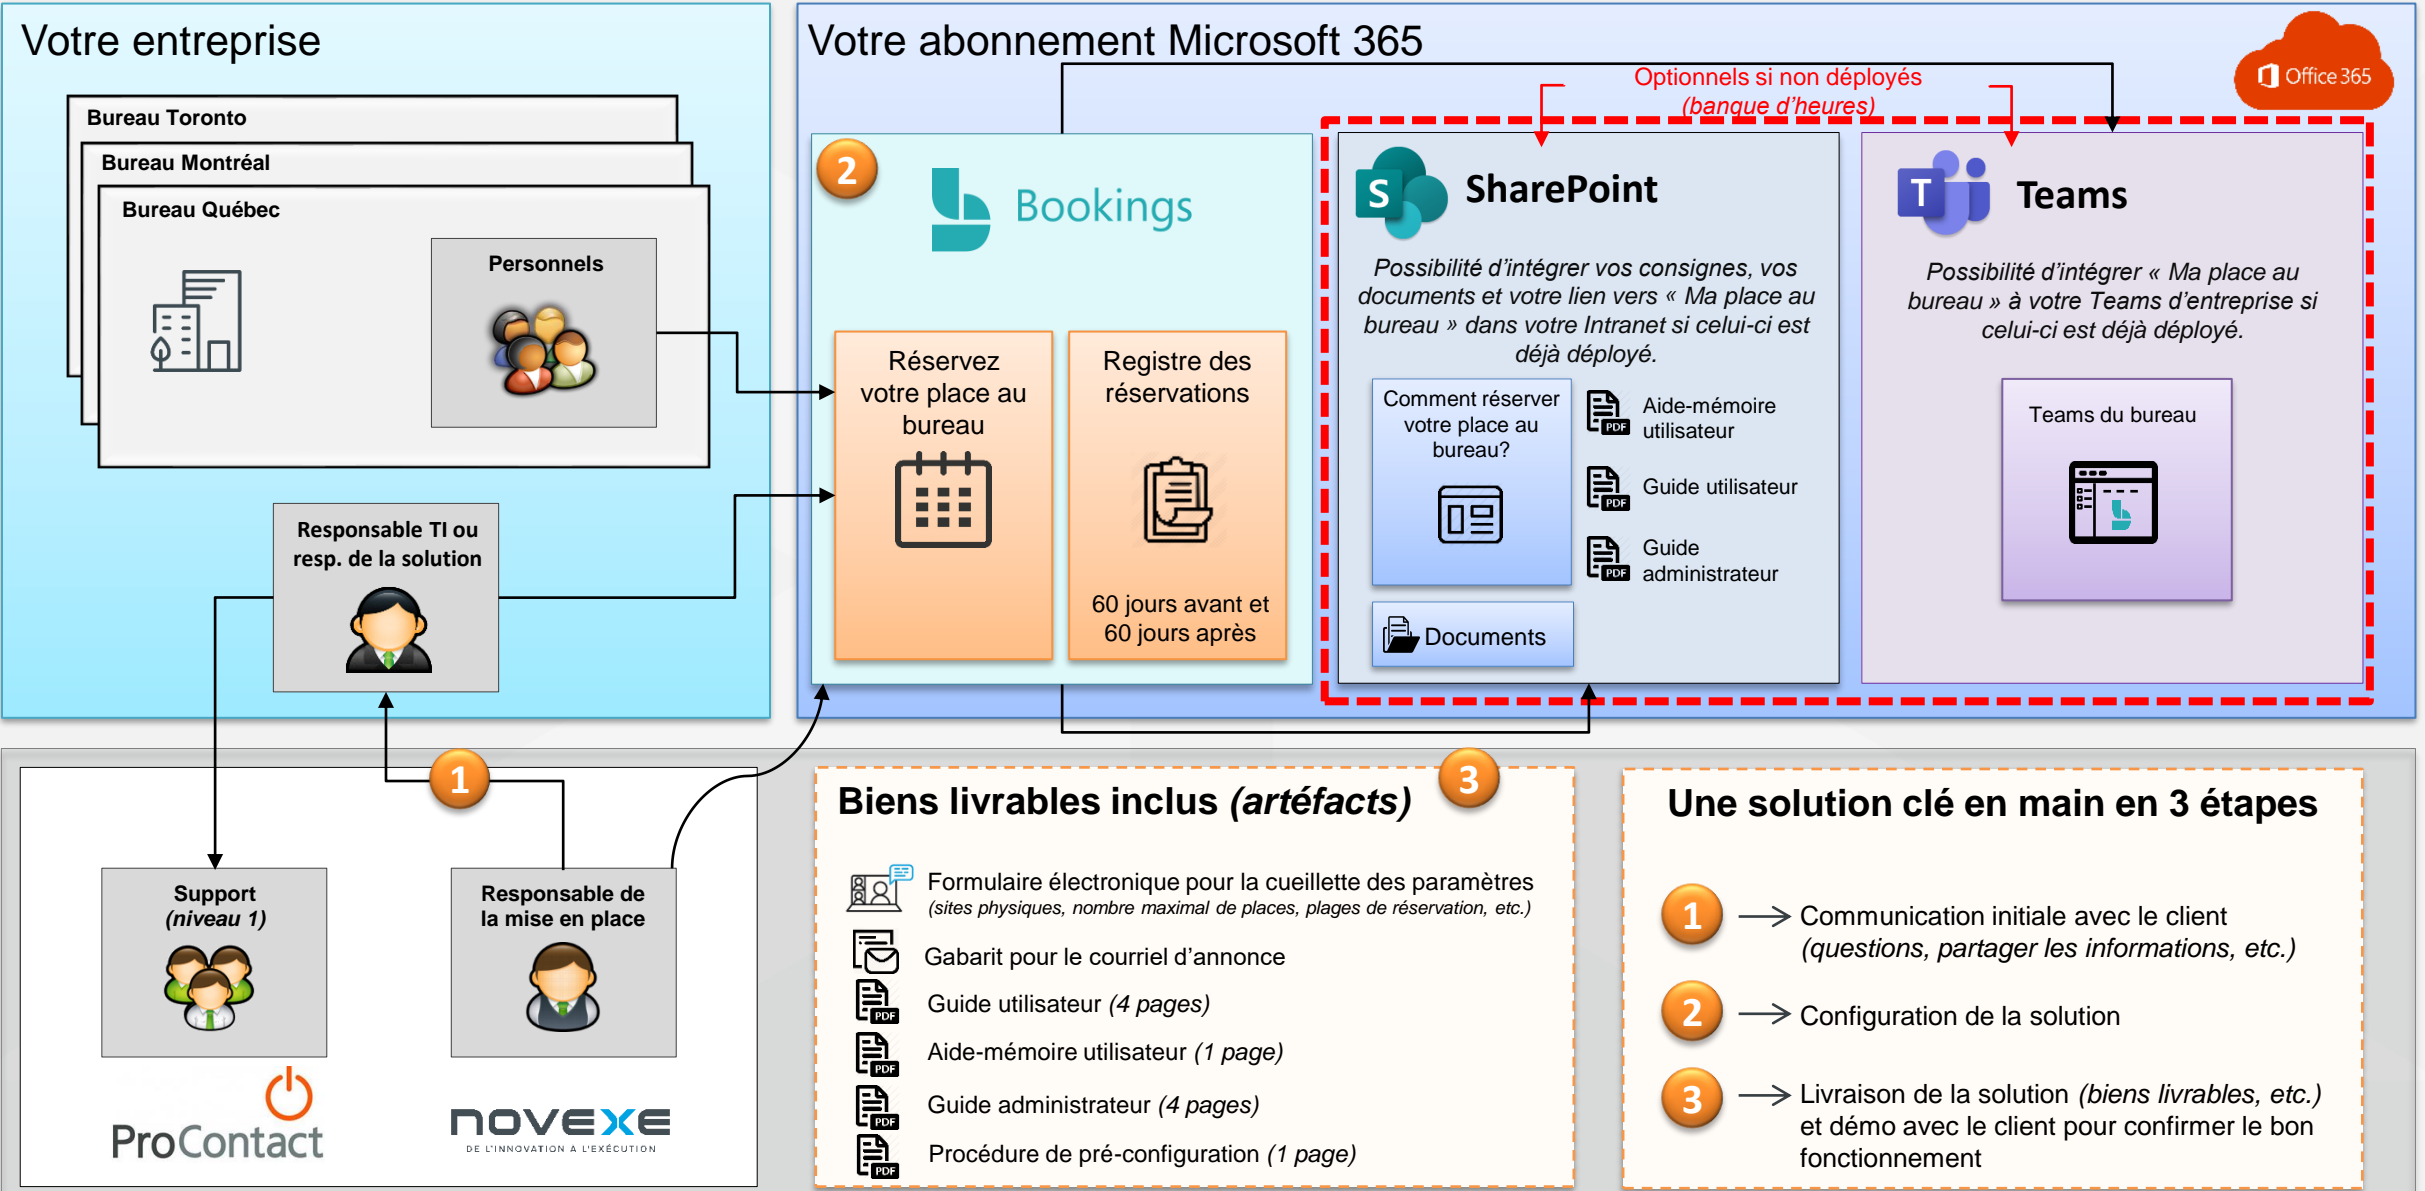 Votre entreprise
Bureau Toronto
Bureau Montréal
Bureau Québec
Personnels
Responsable TI ou
resp. de la solution
Votre abonnement Microsoft 365
Optionnels si non déployés
(banque d'heures)
Office 365
2
Bookings
Réservez
votre place au
bureau
Registre des
réservations
60 jours avant et
60 jours après
S
SharePoint
Possibilité d'intégrer vos consignes, vos
documents et votre lien vers « Ma place au
bureau » dans votre Intranet si celui-ci est
déjà déployé.
Comment réserver
votre place au
bureau?
Documents
PDF
Aide-mémoire
utilisateur
PDF
Guide utilisateur
PDF
Guide
administrateur
T
Teams
Possibilité d'intégrer « Ma place au
bureau » à votre Teams d'entreprise si
celui-ci est déjà déployé.
Teams du bureau
1
Support
(niveau 1)
ProContact
Responsable de
la mise en place
NOVEXE
DE L'INNOVATION À L'EXÉCUTION
3
Biens livrables inclus (artéfacts)
Formulaire électronique pour la cueillette des paramètres
(sites physiques, nombre maximal de places, plages de réservation, etc.)
Gabarit pour le courriel d'annonce
PDF
Guide utilisateur (4 pages)
PDF
Aide-mémoire utilisateur (1 page)
PDF
Guide administrateur (4 pages)
PDF
Procédure de pré-configuration (1 page)
Une solution clé en main en 3 étapes
1
Communication initiale avec le client
(questions, partager les informations, etc.)
2
Configuration de la solution
3
Livraison de la solution (biens livrables, etc.)
et démo avec le client pour confirmer le bon
fonctionnement